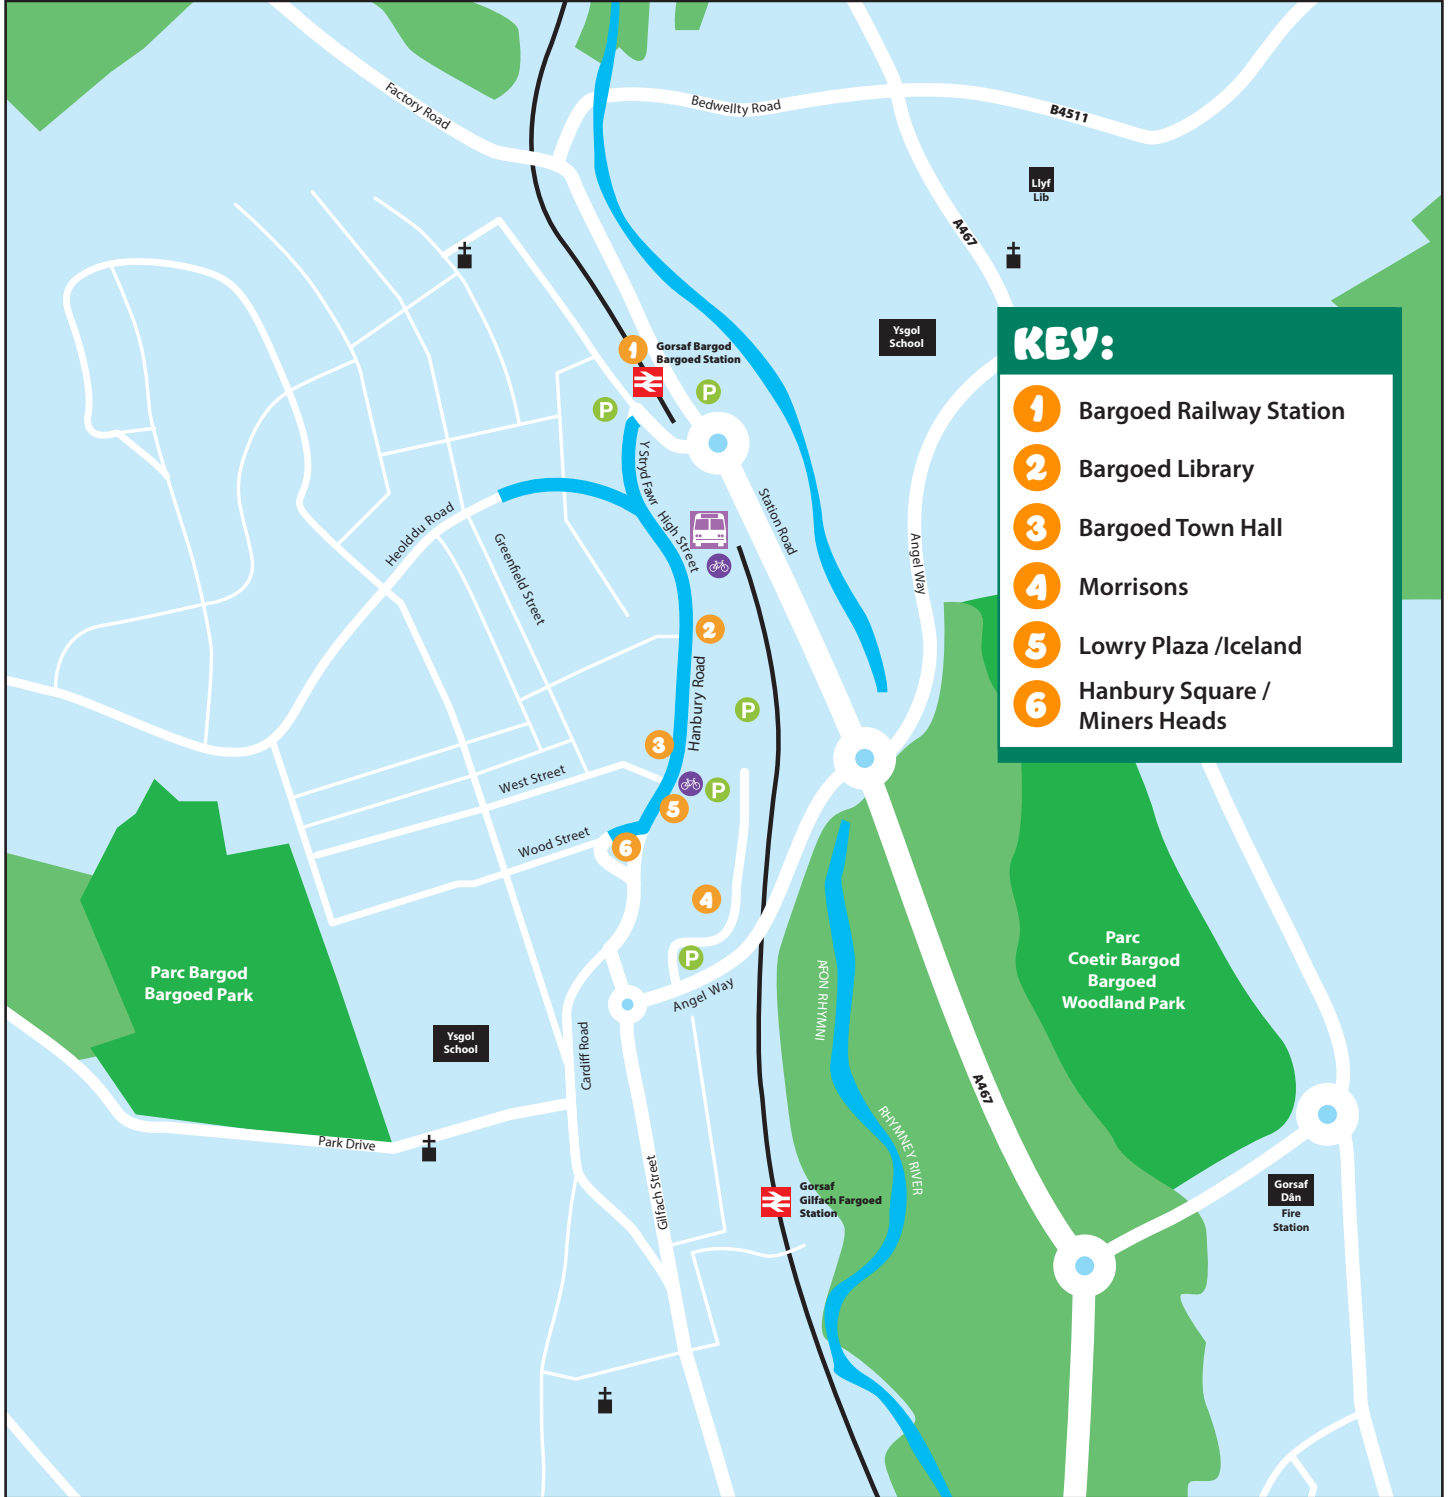 Factory Road
Bedwellty Road
B4511
Llyf
Lib
A467
Ysgol
School
Gorsaf Bargod
Bargoed Station
1
P
P
KEY:
1 Bargoed Railway Station
2 Bargoed Library
3 Bargoed Town Hall
4 Morrisons
5 Lowry Plaza /Iceland
6 Hanbury Square /
Miners Heads
Y Stryd Fawr
High Street
Station Road
Heolddu Road
Greenfield Street
Angel Way
2
Hanbury Road
P
3
West Street
P
5
Wood Street
6
4
P
Angel Way
Parc Bargod
Bargoed Park
Parc
Coetir Bargod
Bargoed
Woodland Park
AFON RHYMNI
RHYMNEY RIVER
Ysgol
School
Cardiff Road
A467
Park Drive
Gilfach Street
Gorsaf
Gilfach Fargoed
Station
Gorsaf
Dân
Fire
Station